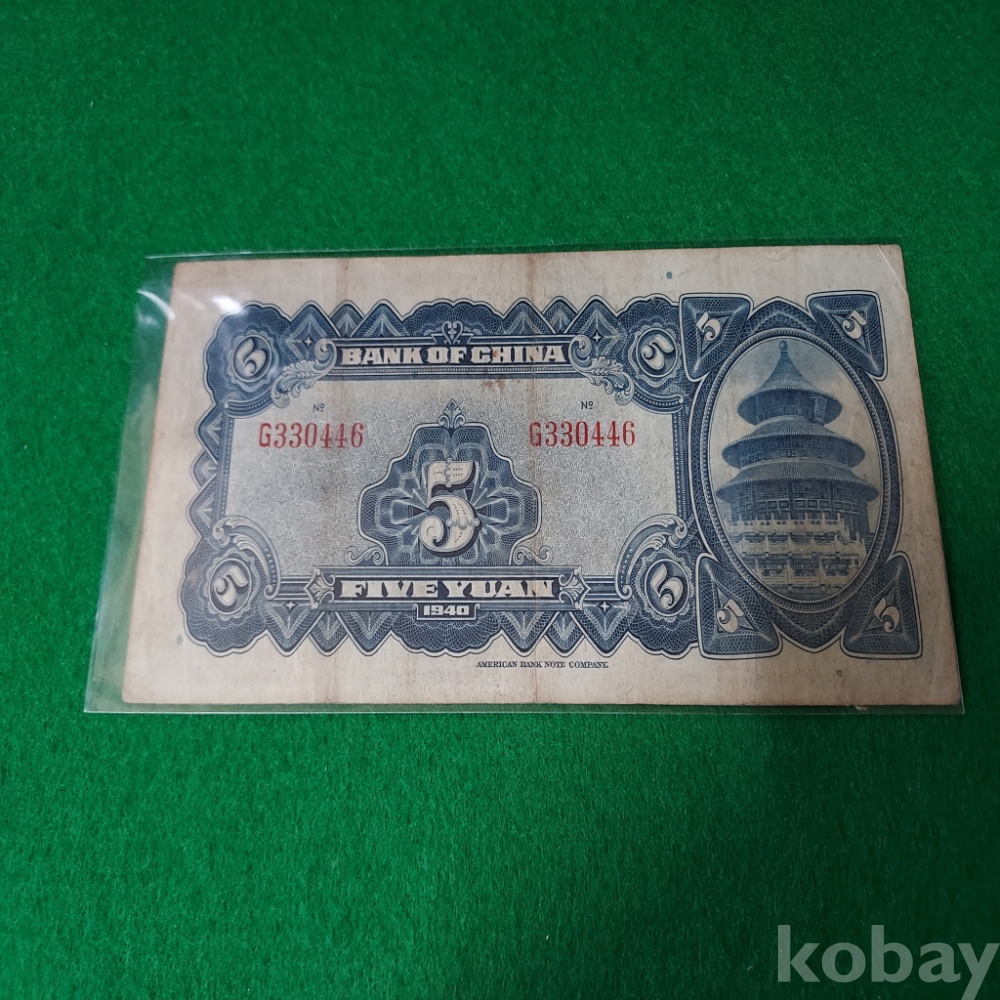 5 5 5 5
BANK OF CHINA
Nº Nº
G330446 G330446
5
FIVE YUAN
1940
5 5 5 5
AMERICAN BANK NOTE COMPANY.
kobay